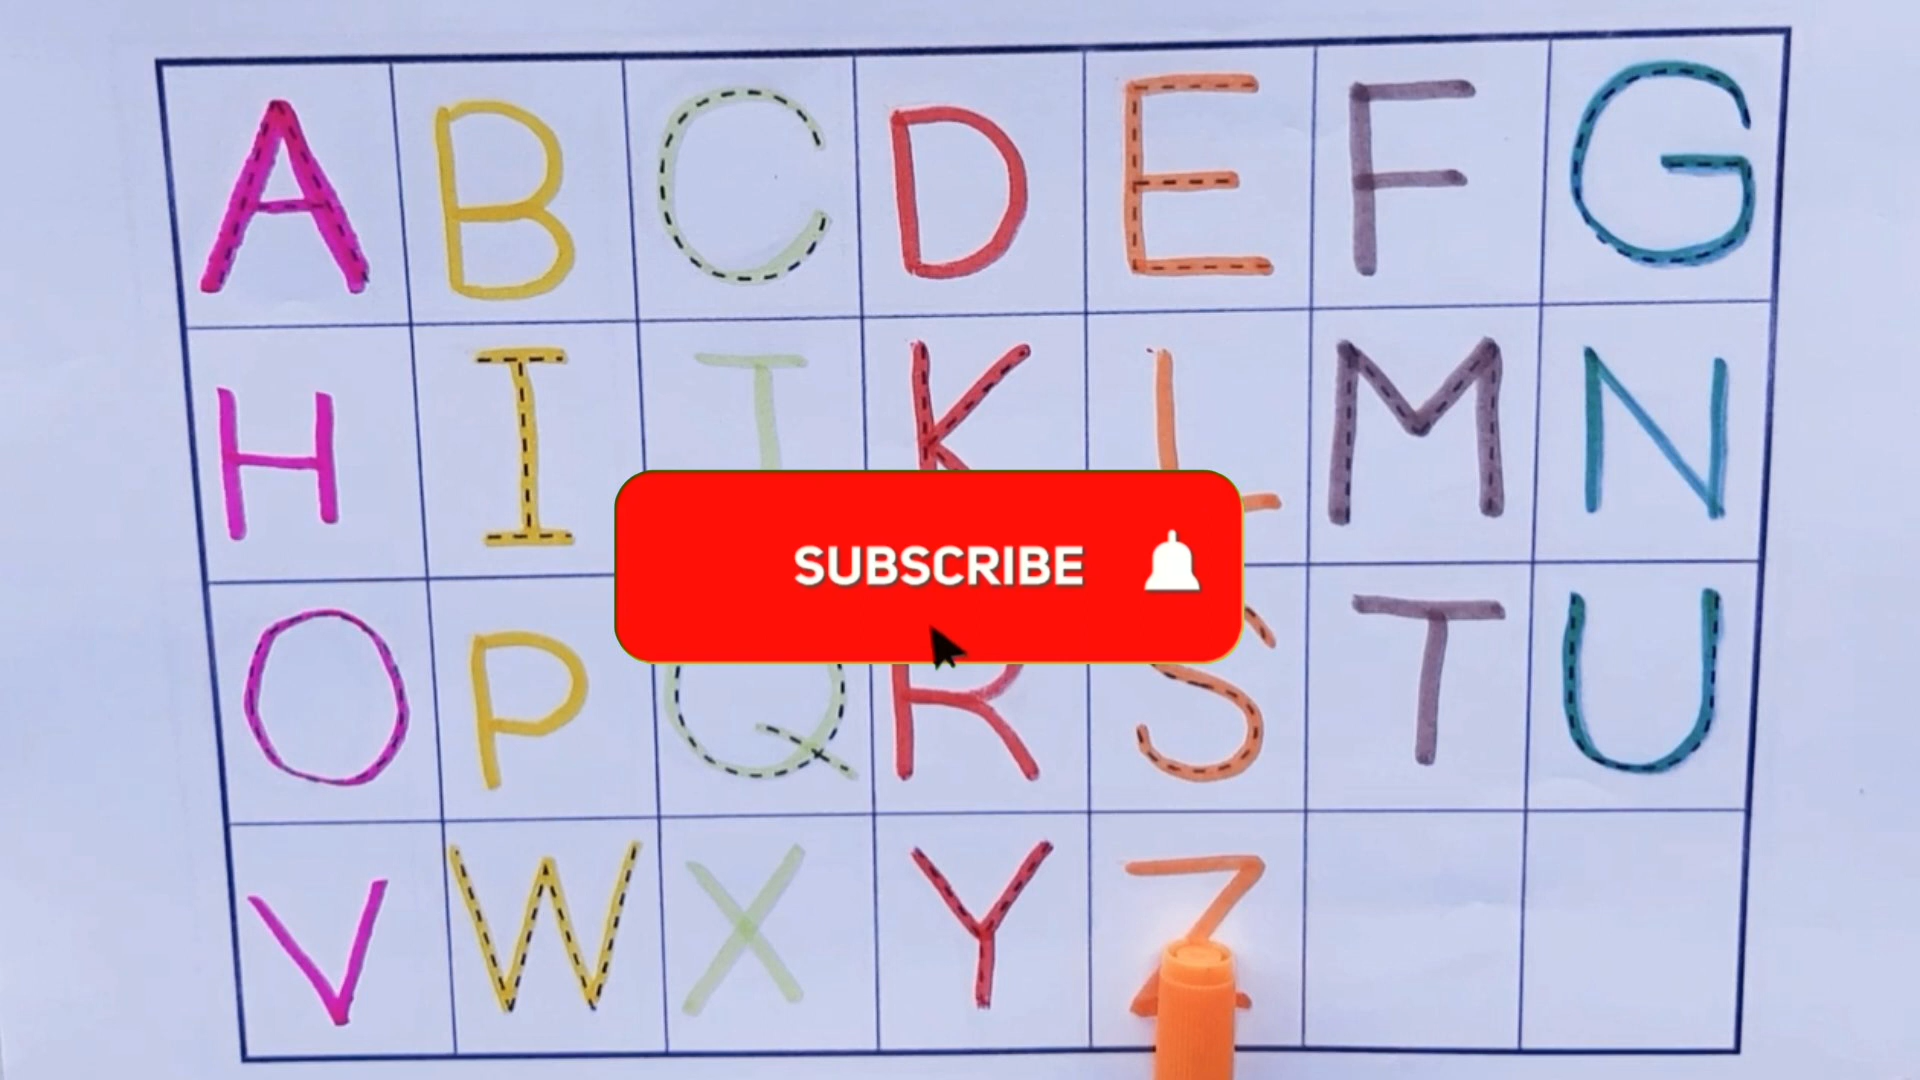 A B C D E F G
H I J K L M N
SUBSCRIBE
O P Q R S T U
V W X Y Z